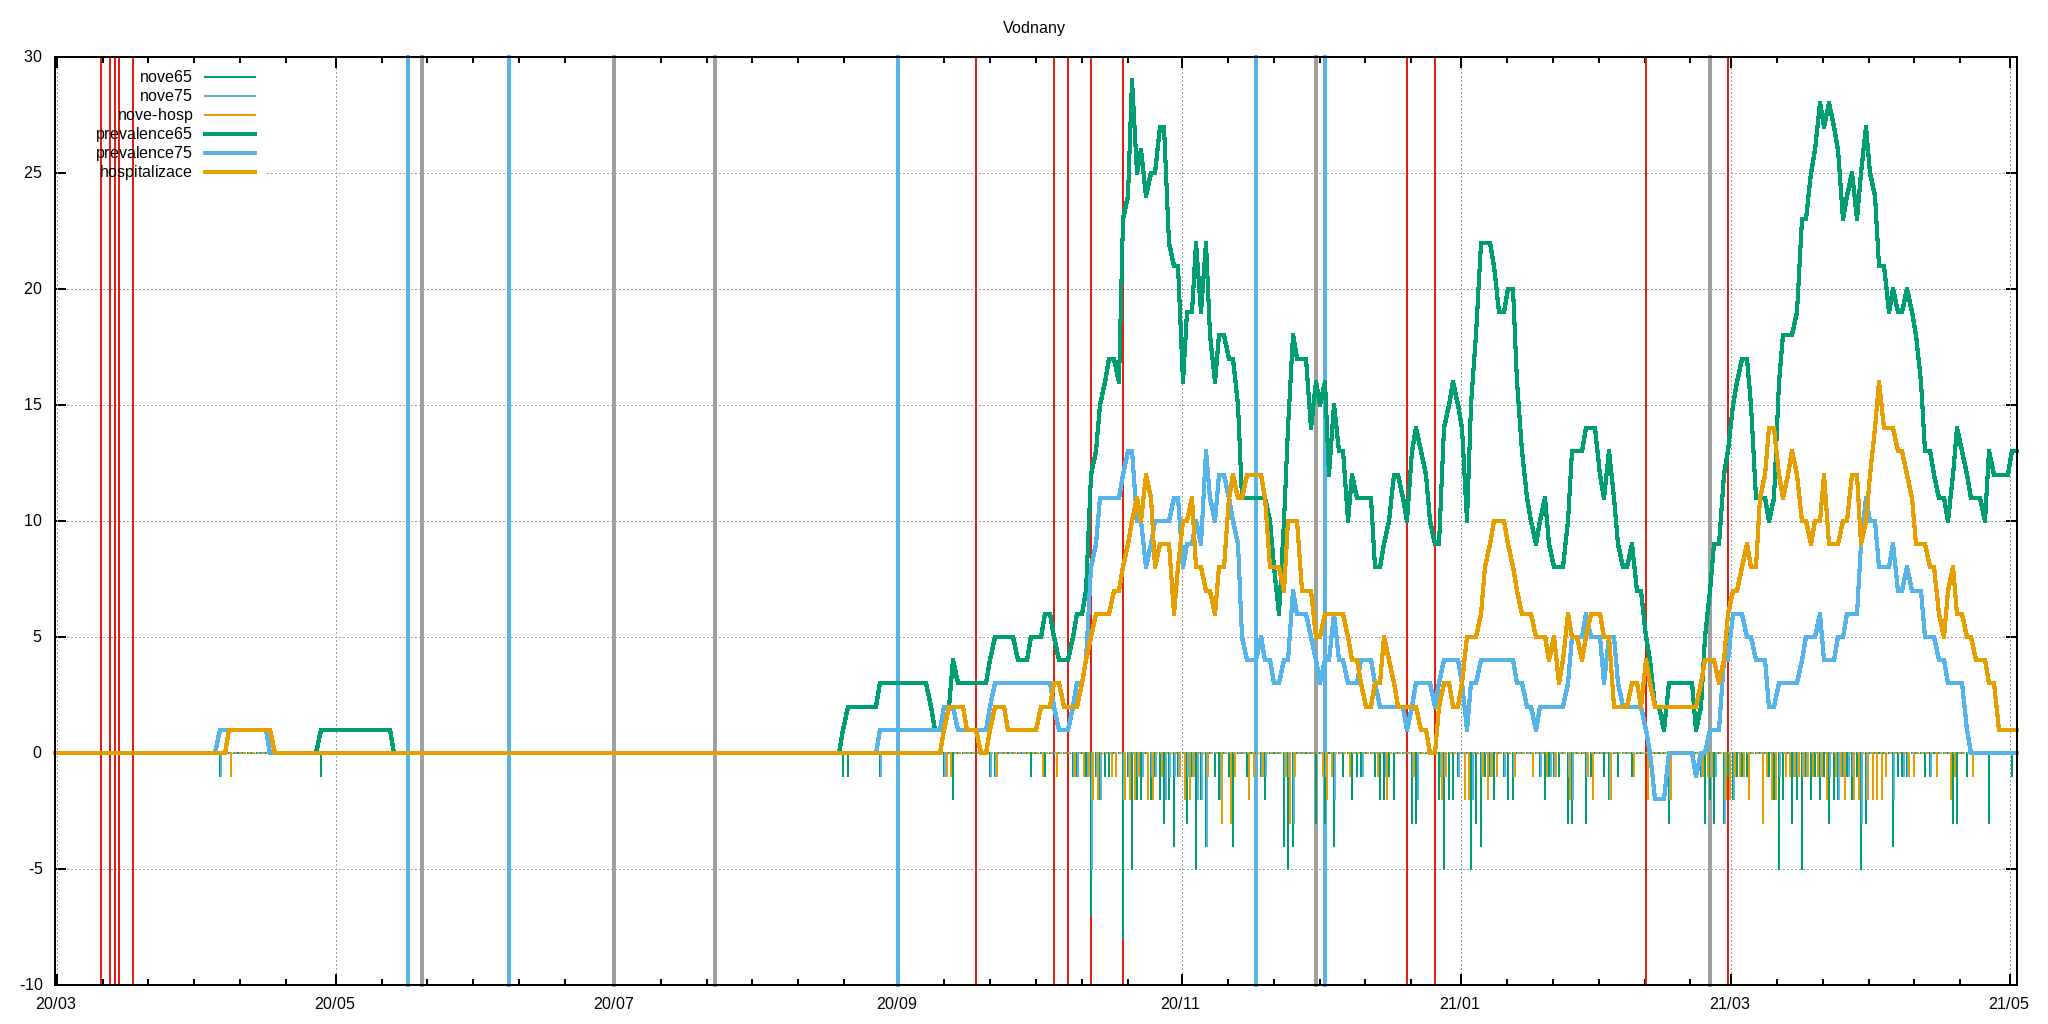 Vodnany
30
nove65
nove75
nove-hosp
prevalence65
prevalence75
hospitalizace
25
20
15
10
5
0
-5
-10
20/03 20/05 20/07 20/09 20/11 21/01 21/03 21/05